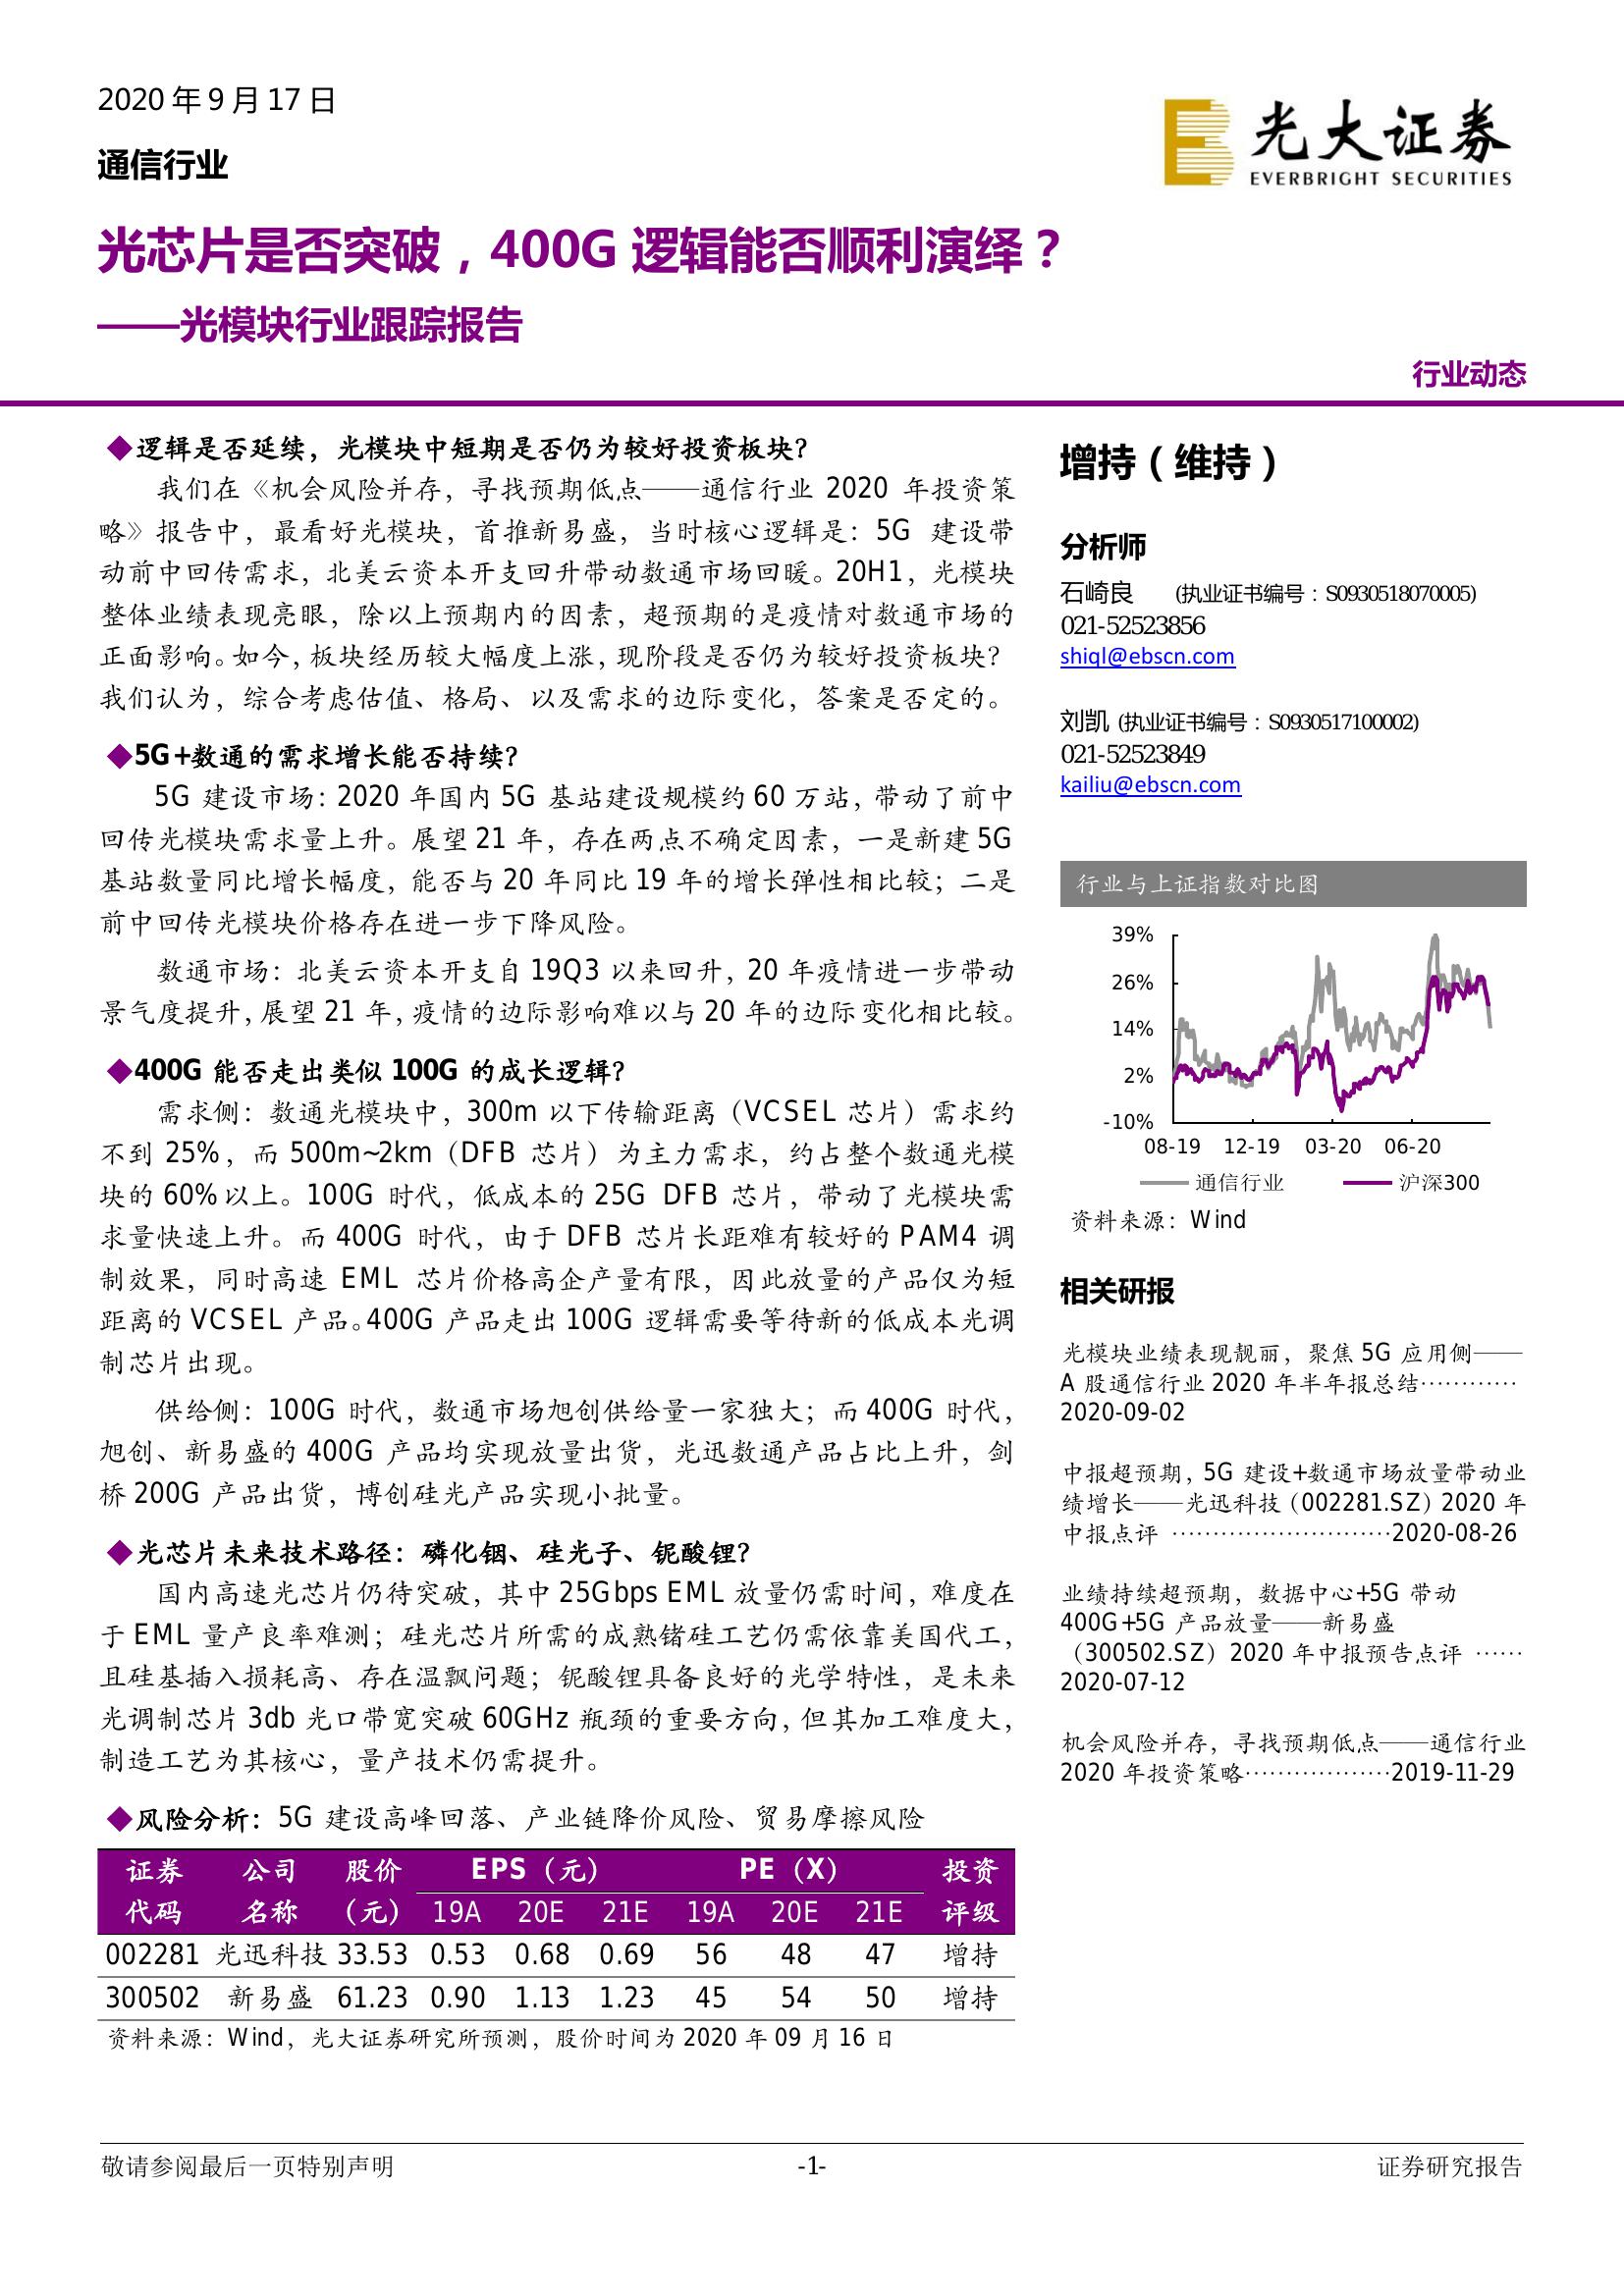 2020 年 9 月 17 日
通信行业
光大证券
EVERBRIGHT SECURITIES
光芯片是否突破，400G 逻辑能否顺利演绎？
——光模块行业跟踪报告
行业动态
◆逻辑是否延续，光模块中短期是否仍为较好投资板块？
我们在《机会风险并存，寻找预期低点——通信行业 2020 年投资策
略》报告中，最看好光模块，首推新易盛，当时核心逻辑是：5G 建设带
动前中回传需求，北美云资本开支回升带动数通市场回暖。20H1，光模块
整体业绩表现亮眼，除以上预期内的因素，超预期的是疫情对数通市场的
正面影响。如今，板块经历较大幅度上涨，现阶段是否仍为较好投资板块？
我们认为，综合考虑估值、格局、以及需求的边际变化，答案是否定的。
◆5G+数通的需求增长能否持续？
5G 建设市场：2020 年国内 5G 基站建设规模约 60 万站，带动了前中
回传光模块需求量上升。展望 21 年，存在两点不确定因素，一是新建 5G
基站数量同比增长幅度，能否与 20 年同比 19 年的增长弹性相比较；二是
前中回传光模块价格存在进一步下降风险。
数通市场：北美云资本开支自 19Q3 以来回升，20 年疫情进一步带动
景气度提升，展望 21 年，疫情的边际影响难以与 20 年的边际变化相比较。
◆400G 能否走出类似 100G 的成长逻辑？
需求侧：数通光模块中，300m 以下传输距离（VCSEL 芯片）需求约
不到 25%，而 500m~2km（DFB 芯片）为主力需求，约占整个数通光模
块的 60%以上。100G 时代，低成本的 25G DFB 芯片，带动了光模块需
求量快速上升。而 400G 时代，由于 DFB 芯片长距难有较好的 PAM4 调
制效果，同时高速 EML 芯片价格高企产量有限，因此放量的产品仅为短
距离的 VCSEL 产品。400G 产品走出 100G 逻辑需要等待新的低成本光调
制芯片出现。
供给侧：100G 时代，数通市场旭创供给量一家独大；而 400G 时代，
旭创、新易盛的 400G 产品均实现放量出货，光迅数通产品占比上升，剑
桥 200G 产品出货，博创硅光产品实现小批量。
◆光芯片未来技术路径：磷化铟、硅光子、铌酸锂？
国内高速光芯片仍待突破，其中 25Gbps EML 放量仍需时间，难度在
于 EML 量产良率难测；硅光芯片所需的成熟锗硅工艺仍需依靠美国代工，
且硅基插入损耗高、存在温飘问题；铌酸锂具备良好的光学特性，是未来
光调制芯片 3db 光口带宽突破 60GHz 瓶颈的重要方向，但其加工难度大，
制造工艺为其核心，量产技术仍需提升。
◆风险分析：5G 建设高峰回落、产业链降价风险、贸易摩擦风险
证券 公司 股价 EPS（元） PE（X） 投资
代码 名称 （元） 19A 20E 21E 19A 20E 21E 评级
002281 光迅科技 33.53 0.53 0.68 0.69 56 48 47 增持
300502 新易盛 61.23 0.90 1.13 1.23 45 54 50 增持
资料来源：Wind，光大证券研究所预测，股价时间为 2020 年 09 月 16 日
增持（维持）
分析师
石崎良 (执业证书编号：S0930518070005)
021-52523856
shiql@ebscn.com
刘凯 (执业证书编号：S0930517100002)
021-52523849
kailiu@ebscn.com
行业与上证指数对比图
39%
26%
14%
2%
-10%
08-19 12-19 03-20 06-20
通信行业 沪深300
资料来源：Wind
相关研报
光模块业绩表现靓丽，聚焦 5G 应用侧——
A 股通信行业 2020 年半年报总结…………
2020-09-02
中报超预期，5G 建设+数通市场放量带动业
绩增长——光迅科技（002281.SZ）2020 年
中报点评 ………………………2020-08-26
业绩持续超预期，数据中心+5G 带动
400G+5G 产品放量——新易盛
（300502.SZ）2020 年中报预告点评 ……
2020-07-12
机会风险并存，寻找预期低点——通信行业
2020 年投资策略………………2019-11-29
敬请参阅最后一页特别声明 -1- 证券研究报告